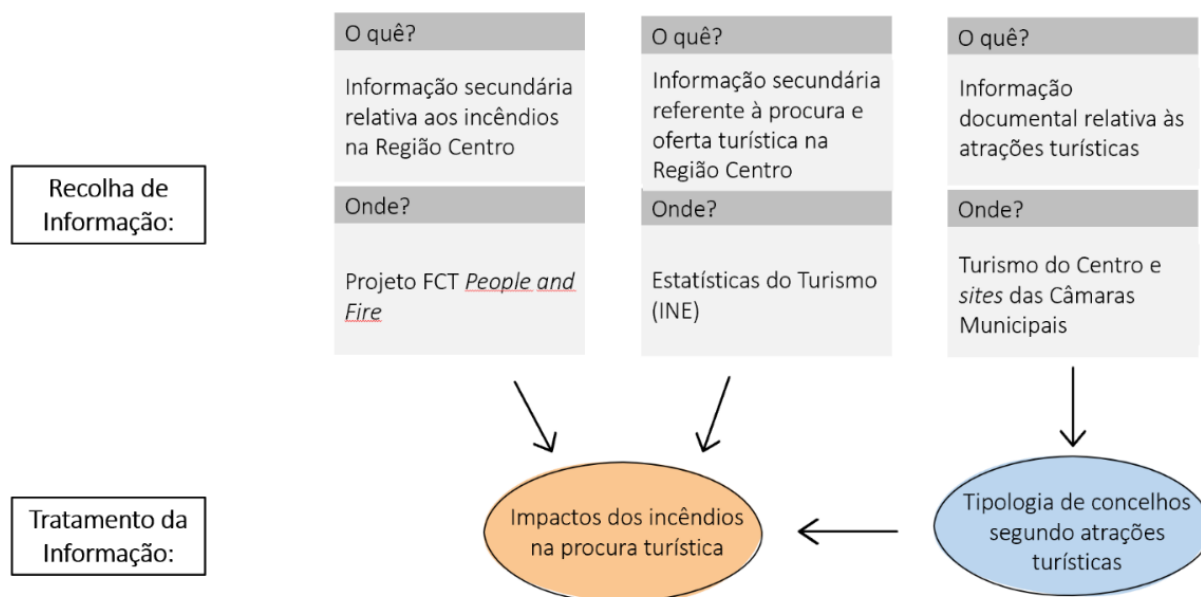 O quê?
Informação secundária
relativa aos incêndios
na Região Centro
Onde?
Projeto FCT People and
Fire
O quê?
Informação secundária
referente à procura e
oferta turística na
Região Centro
Onde?
Estatísticas do Turismo
(INE)
O quê?
Informação
documental relativa às
atrações turísticas
Onde?
Turismo do Centro e
sites das Câmaras
Municipais
Recolha de
Informação:
Tratamento da
Informação:
Impactos dos incêndios
na procura turística
Tipologia de concelhos
segundo atrações
turísticas